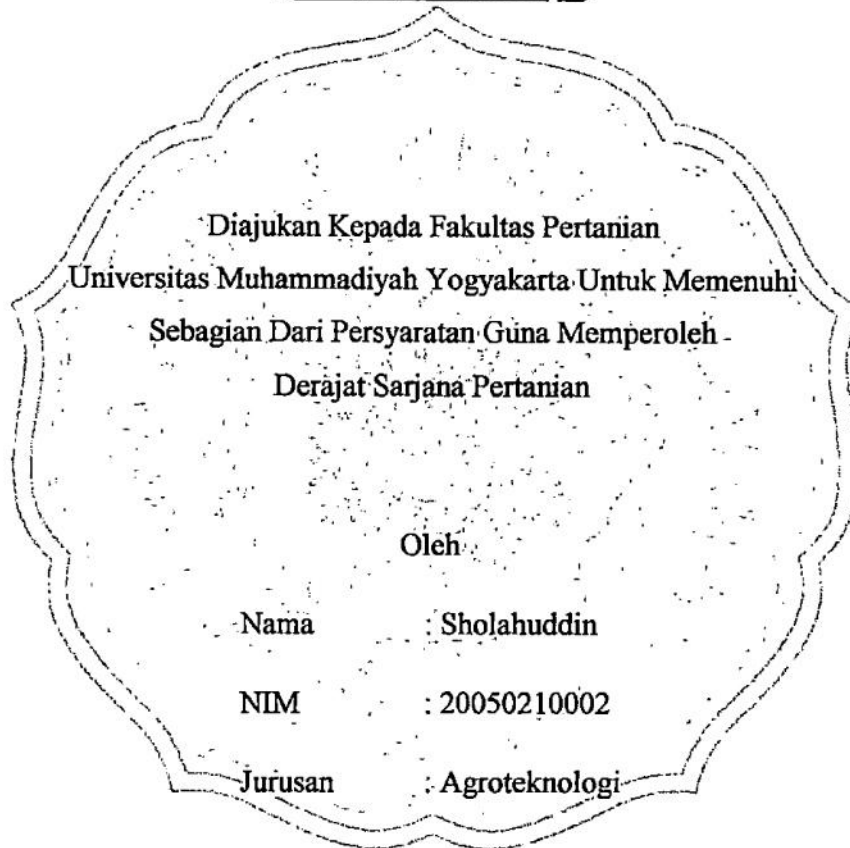 Diajukan Kepada Fakultas Pertanian
Universitas Muhammadiyah Yogyakarta Untuk Memenuhi
Sebagian Dari Persyaratan Guna Memperoleh
Derajat Sarjana Pertanian
Oleh
Nama : Sholahuddin
NIM : 20050210002
Jurusan : Agroteknologi